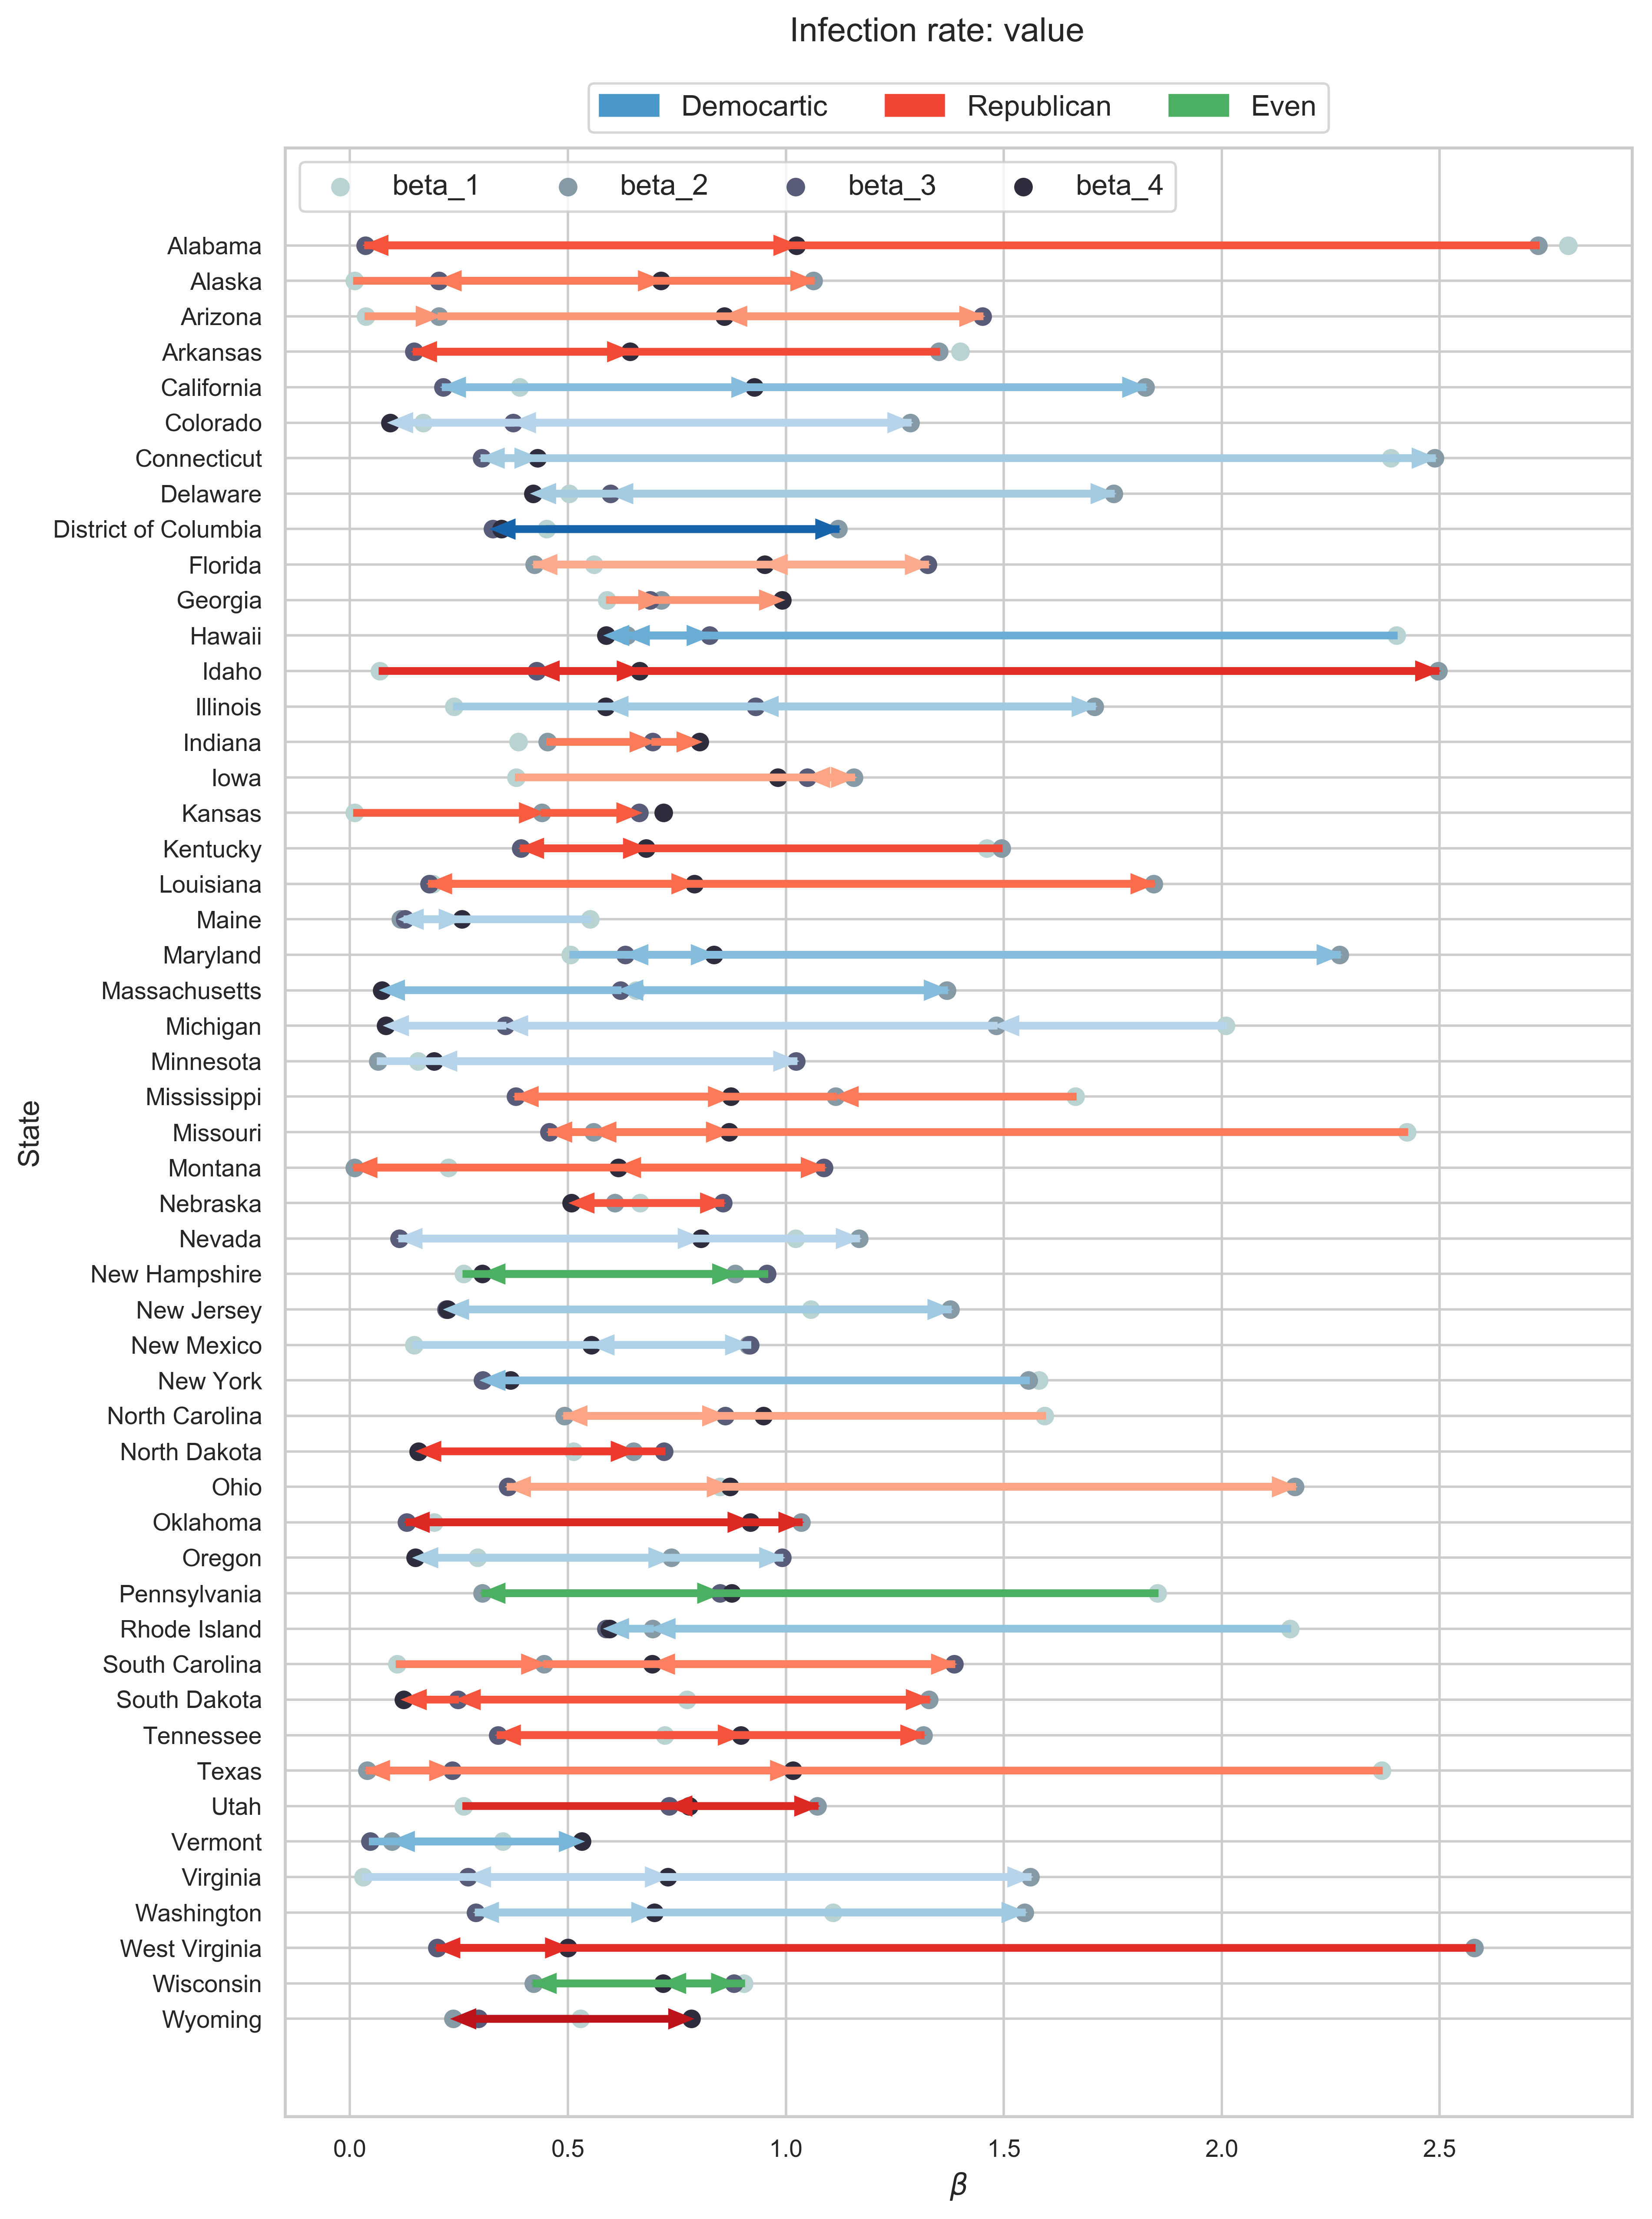 Infection rate: value
Democartic Republican Even
beta_1 beta_2 beta_3 beta_4
Alabama
Alaska
Arizona
Arkansas
California
Colorado
Connecticut
Delaware
District of Columbia
Florida
Georgia
Hawaii
Idaho
Illinois
Indiana
Iowa
Kansas
Kentucky
Louisiana
Maine
Maryland
Massachusetts
Michigan
Minnesota
Mississippi
Missouri
Montana
Nebraska
Nevada
New Hampshire
New Jersey
New Mexico
New York
North Carolina
North Dakota
Ohio
Oklahoma
Oregon
Pennsylvania
Rhode Island
South Carolina
South Dakota
Tennessee
Texas
Utah
Vermont
Virginia
Washington
West Virginia
Wisconsin
Wyoming
State
0.0 0.5 1.0 1.5 2.0 2.5
β